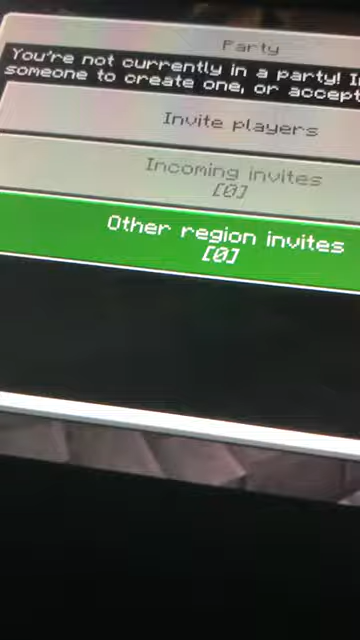 Party
You're not currently in a party!
someone to create one, or accept
Invite players
Incoming invites
[0]
Other region invites
[0]